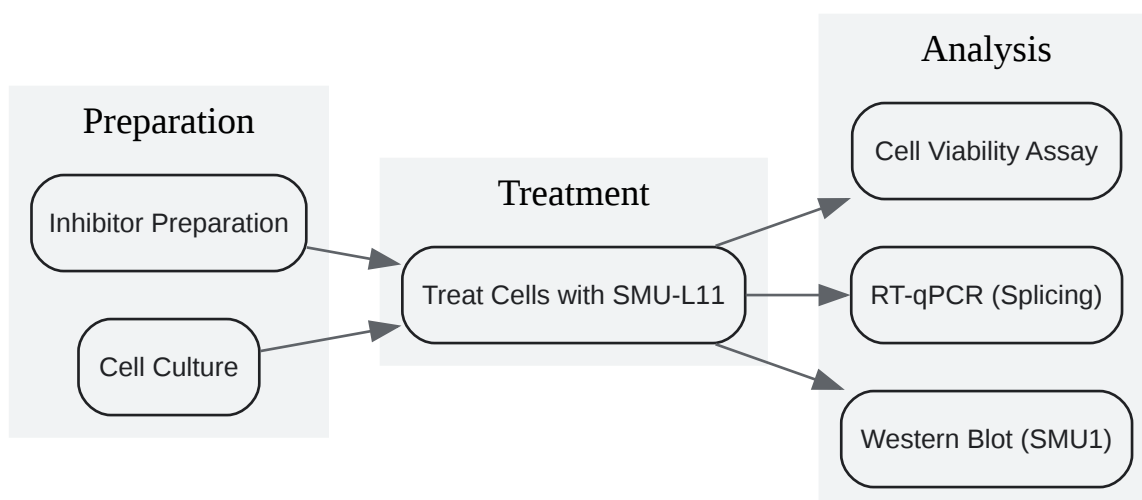 Preparation
Inhibitor Preparation
Cell Culture
Treatment
Treat Cells with SMU-L11
Analysis
Cell Viability Assay
RT-qPCR (Splicing)
Western Blot (SMU1)